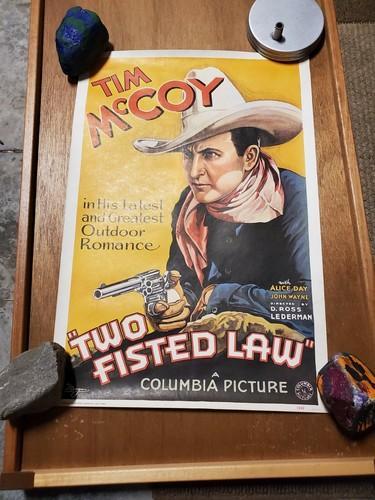 TIM
McCOY
in His Latest
and Greatest
Outdoor
Romance
with
ALICE DAY
JOHN WAYNE
DIRECTED BY
D. ROSS
LEDERMAN
"TWO
FISTED LAW"
A
COLUMBIA PICTURE